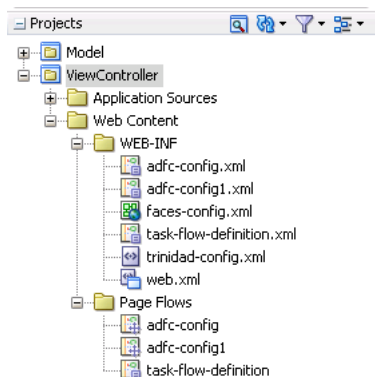 Projects
Model
ViewController
Application Sources
Web Content
WEB-INF
adfc-config.xml
adfc-config1.xml
faces-config.xml
task-flow-definition.xml
trinidad-config.xml
web.xml
Page Flows
adfc-config
adfc-config1
task-flow-definition